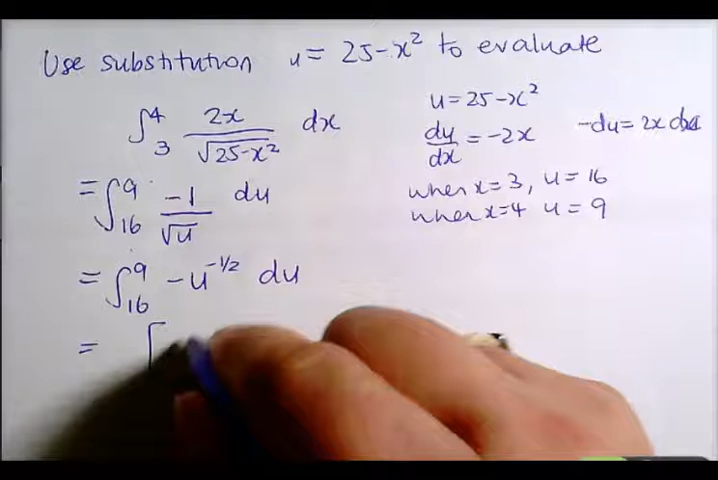 Use substitution u = 25-x² to evaluate
∫₃⁴ 2x/√25-x² dx
u = 25-x²
du/dx = -2x -du = 2x dx
when x=3, u = 16
when x=4 u = 9
= ∫₁₆⁹ -1/√u du
= ∫₁₆⁹ -u^-1/2 du
= [